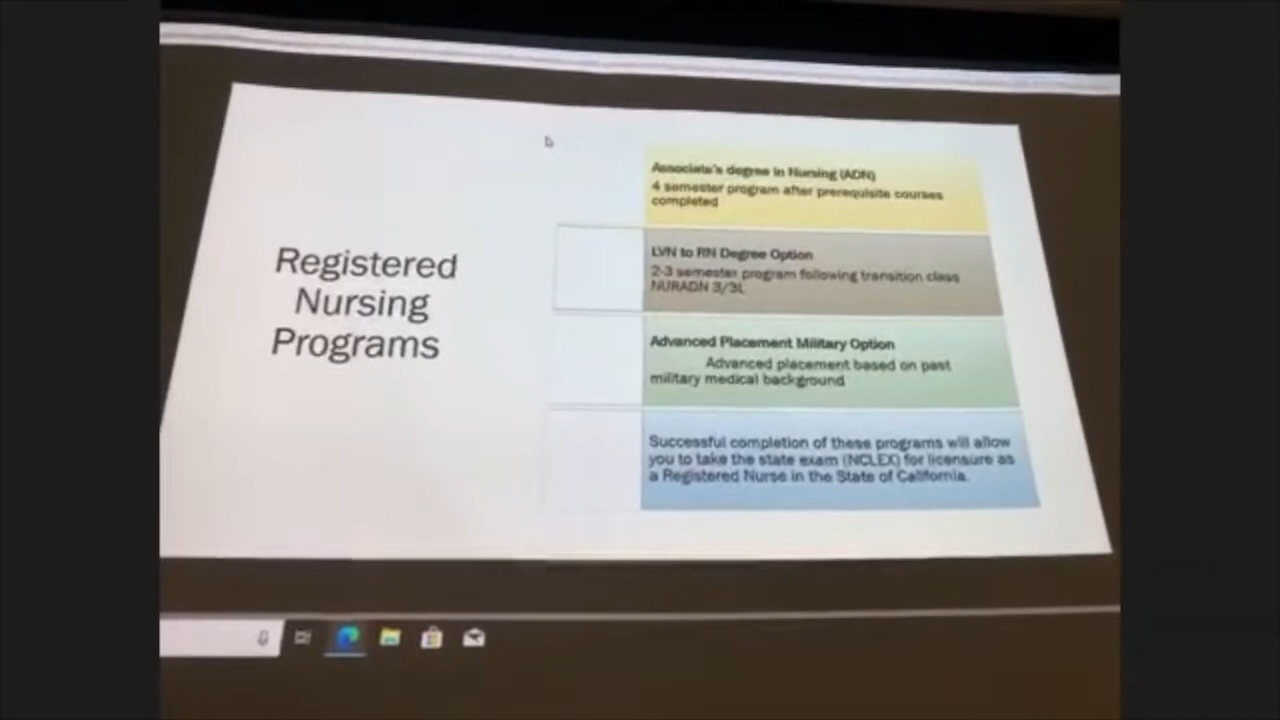 Registered
Nursing
Programs
Associate's degree in Nursing (ADN)
4 semester program after prerequisite courses
completed
LVN to RN Degree Option
2-3 semester program following transition class
NURADN 3/3L
Advanced Placement Military Option
Advanced placement based on past
military medical background
Successful completion of these programs will allow
you to take the state exam (NCLEX) for licensure as
a Registered Nurse in the State of California.